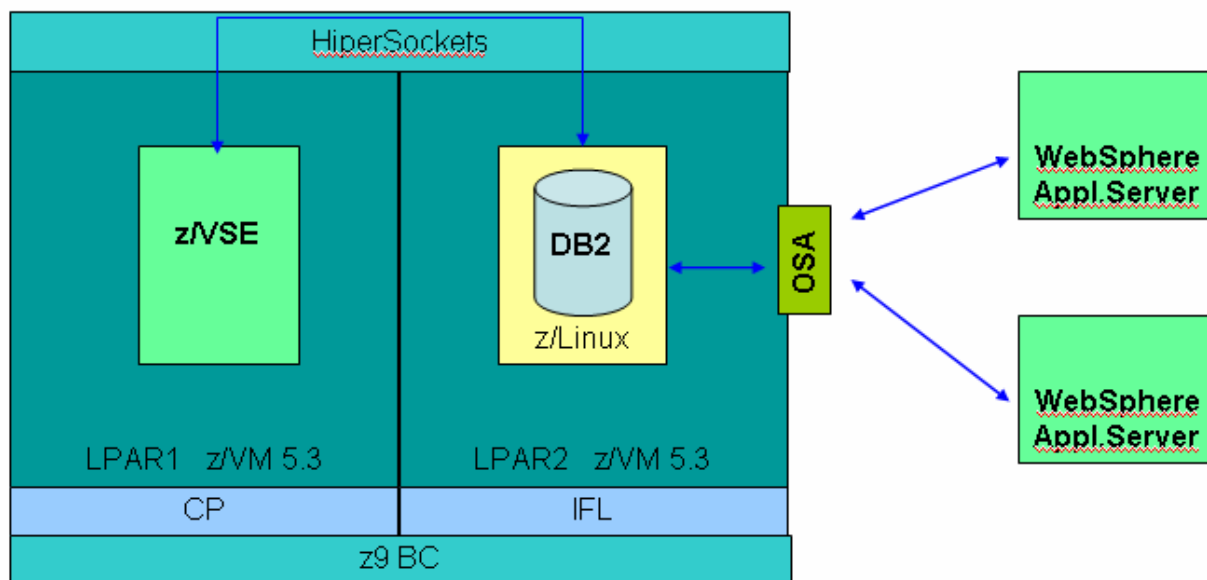 HiperSockets
z/VSE
DB2
z/Linux
OSA
WebSphere
Appl.Server
WebSphere
Appl.Server
LPAR1 z/VM 5.3
LPAR2 z/VM 5.3
CP
IFL
z9 BC